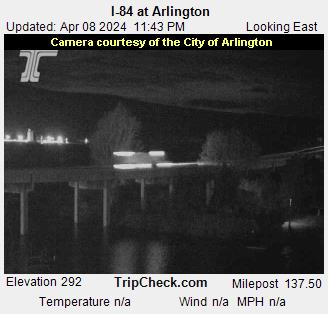 I-84 at Arlington
Updated: Apr 08 2024 11:43 PM Looking East
Camera courtesy of the City of Arlington
Elevation 292 TripCheck.com Milepost 137.50
Temperature n/a Wind n/a MPH n/a